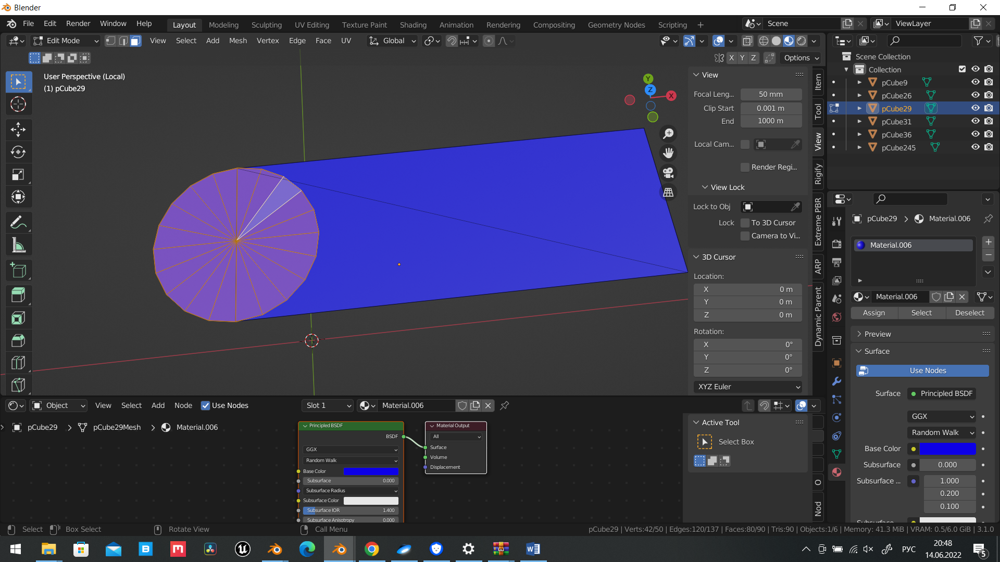 Blender
File Edit Render Window Help
Layout Modeling Sculpting UV Editing Texture Paint Shading Animation Rendering Compositing Geometry Nodes Scripting +
Scene
ViewLayer
Edit Mode View Select Add Mesh Vertex Edge Face UV Global
X Y Z Options
User Perspective (Local)
(1) pCube29
Y
Z
X
View
Focal Leng... 50 mm
Clip Start 0.001 m
End 1000 m
Local Cam...
Render Regi...
View Lock
Lock to Obj
Lock To 3D Cursor
Camera to Vi...
3D Cursor
Location:
X 0 m
Y 0 m
Z 0 m
Rotation:
X 0°
Y 0°
Z 0°
XYZ Euler
Item
Tool
View
Rigify
Extreme PBR
ARP
Dynamic Parent
Scene Collection
Collection
pCube9
pCube26
pCube29
pCube31
pCube36
pCube245
pCube29 > Material.006
Material.006
Material.006
Assign Select Deselect
Preview
Surface
Use Nodes
Surface Principled BSDF
GGX
Random Walk
Base Color
Subsurface 0.000
Subsurface ... 1.000
0.200
0.100
Object View Select Add Node Use Nodes Slot 1 Material.006
pCube29 > pCube29Mesh > Material.006
Principled BSDF
BSDF
GGX
Random Walk
Base Color
Subsurface 0.000
Subsurface Radius
Subsurface Color
Subsurface IOR 1.400
Subsurface Anisotropy 0.000
Material Output
All
Surface
Volume
Displacement
Active Tool
Select Box
O
Nod
Select Box Select Rotate View Call Menu
pCube29 | Verts:42/50 | Edges:120/137 | Faces:80/90 | Tris:90 | Objects:1/6 | Memory: 41.3 MiB | VRAM: 0.5/6.0 GiB | 3.1.0
РУС
20:48
14.06.2022
5